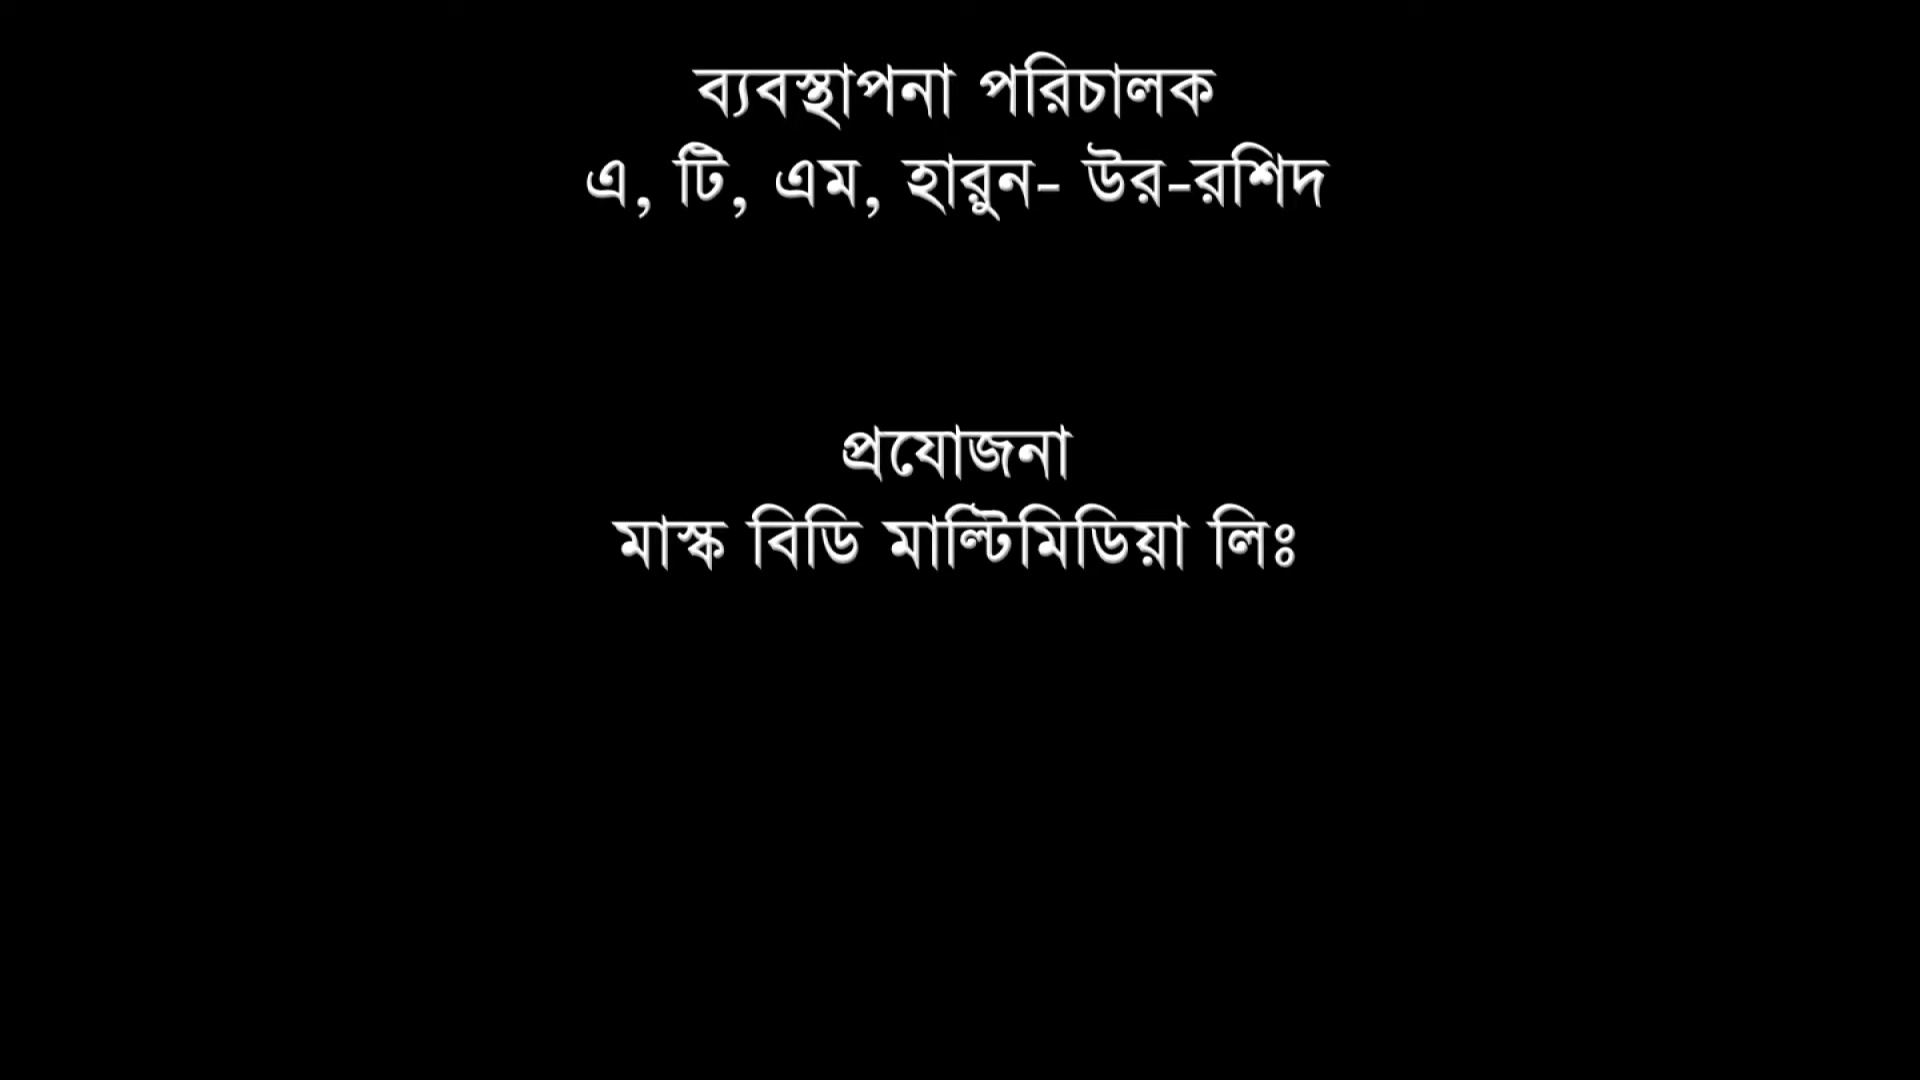 ব্যবস্থাপনা পরিচালক
এ, টি, এম, হারুন- উর-রশিদ
প্রযোজনা
মাস্ক বিডি মাল্টিমিডিয়া লিঃ